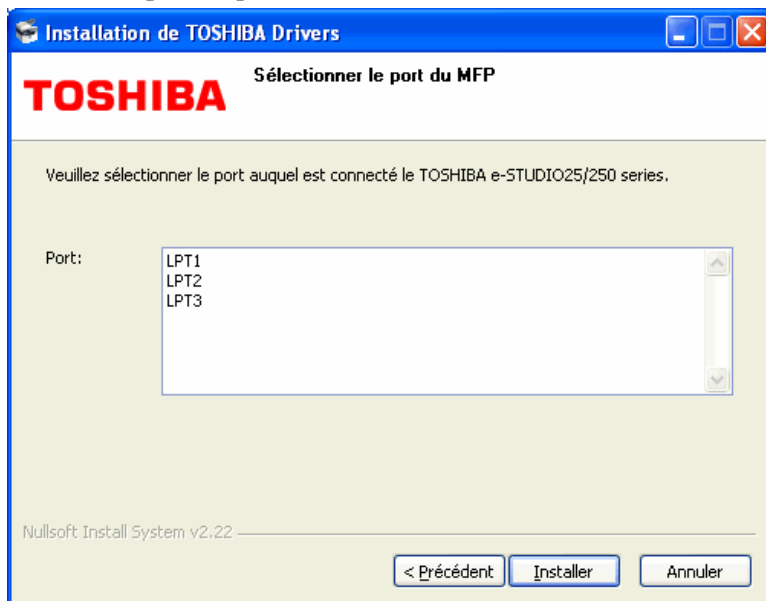 Installation de TOSHIBA Drivers
TOSHIBA
Sélectionner le port du MFP
Veuillez sélectionner le port auquel est connecté le TOSHIBA e-STUDIO25/250 series.
Port:
LPT1
LPT2
LPT3
Nullsoft Install System v2.22
< Précédent
Installer
Annuler